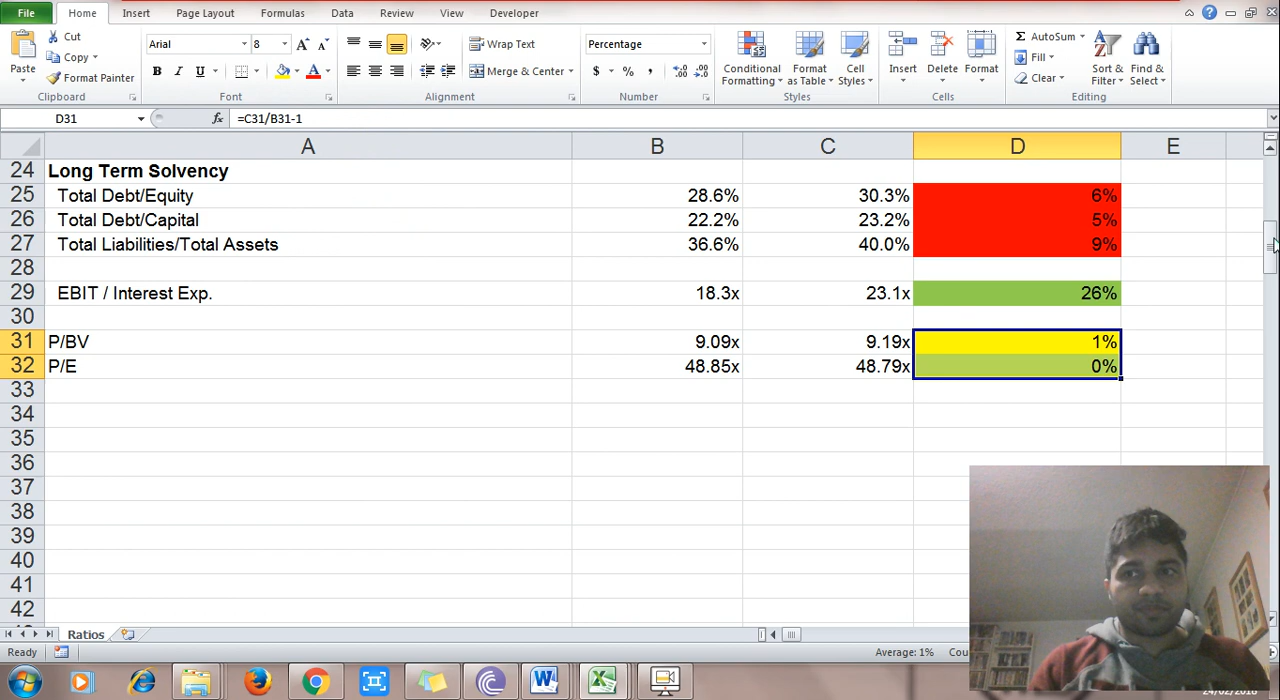 File Home Insert Page Layout Formulas Data Review View Developer
Cut
Copy
Format Painter
Paste
Clipboard
Arial 8
B I U
Font
Wrap Text
Merge & Center
Alignment
Percentage
$ % ,
Number
Conditional Formatting
Format as Table
Cell Styles
Styles
Insert Delete Format
Cells
AutoSum
Fill
Clear
Sort & Filter
Find & Select
Editing
D31 fx =C31/B31-1
A B C D E
24 Long Term Solvency
25 Total Debt/Equity 28.6% 30.3% 6%
26 Total Debt/Capital 22.2% 23.2% 5%
27 Total Liabilities/Total Assets 36.6% 40.0% 9%
28
29 EBIT / Interest Exp. 18.3x 23.1x 26%
30
31 P/BV 9.09x 9.19x 1%
32 P/E 48.85x 48.79x 0%
33
34
35
36
37
38
39
40
41
42
Ratios
Ready Average: 1%
24/02/2018